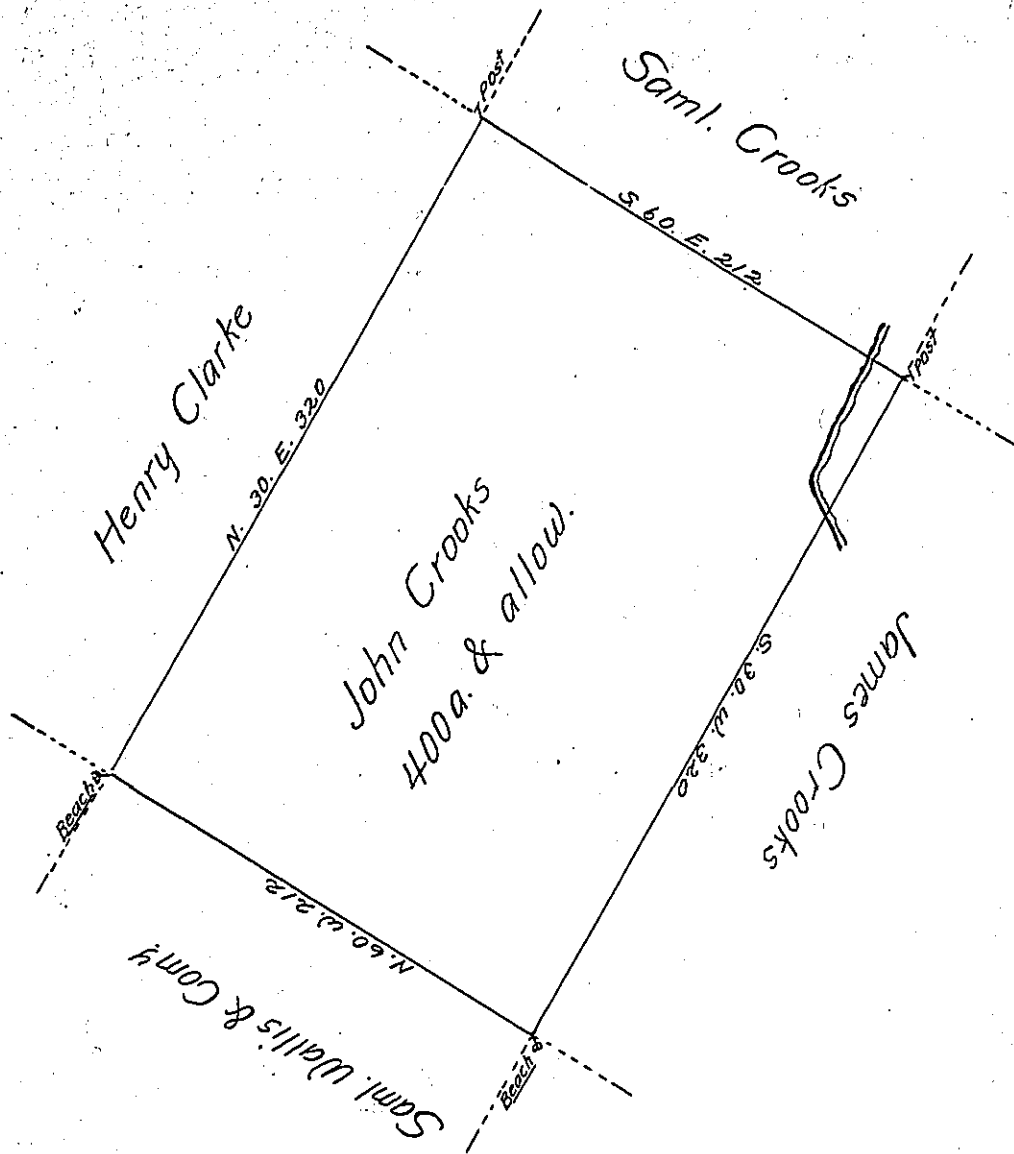 Saml. Crooks
Post
S. 60. E. 212
Post
Henry Clarke
N. 30. E. 320
John Crooks
400 a. & allow.
S. 30. W. 320
James Crooks
Beach
N. 60. W. 212
Beach
Saml. Wallis & Comy